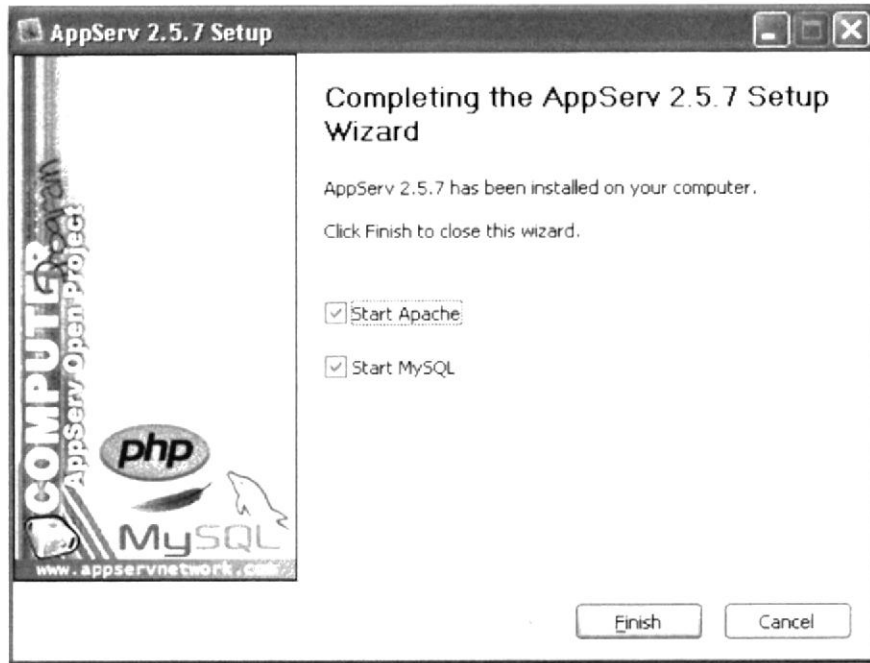 AppServ 2.5.7 Setup
Completing the AppServ 2.5.7 Setup
Wizard
AppServ 2.5.7 has been installed on your computer.
Click Finish to close this wizard.
Start Apache
Start MySQL
COMPUTER
Program
AppServ Open Project
php
MySQL
www.appservnetwork.com
Finish
Cancel